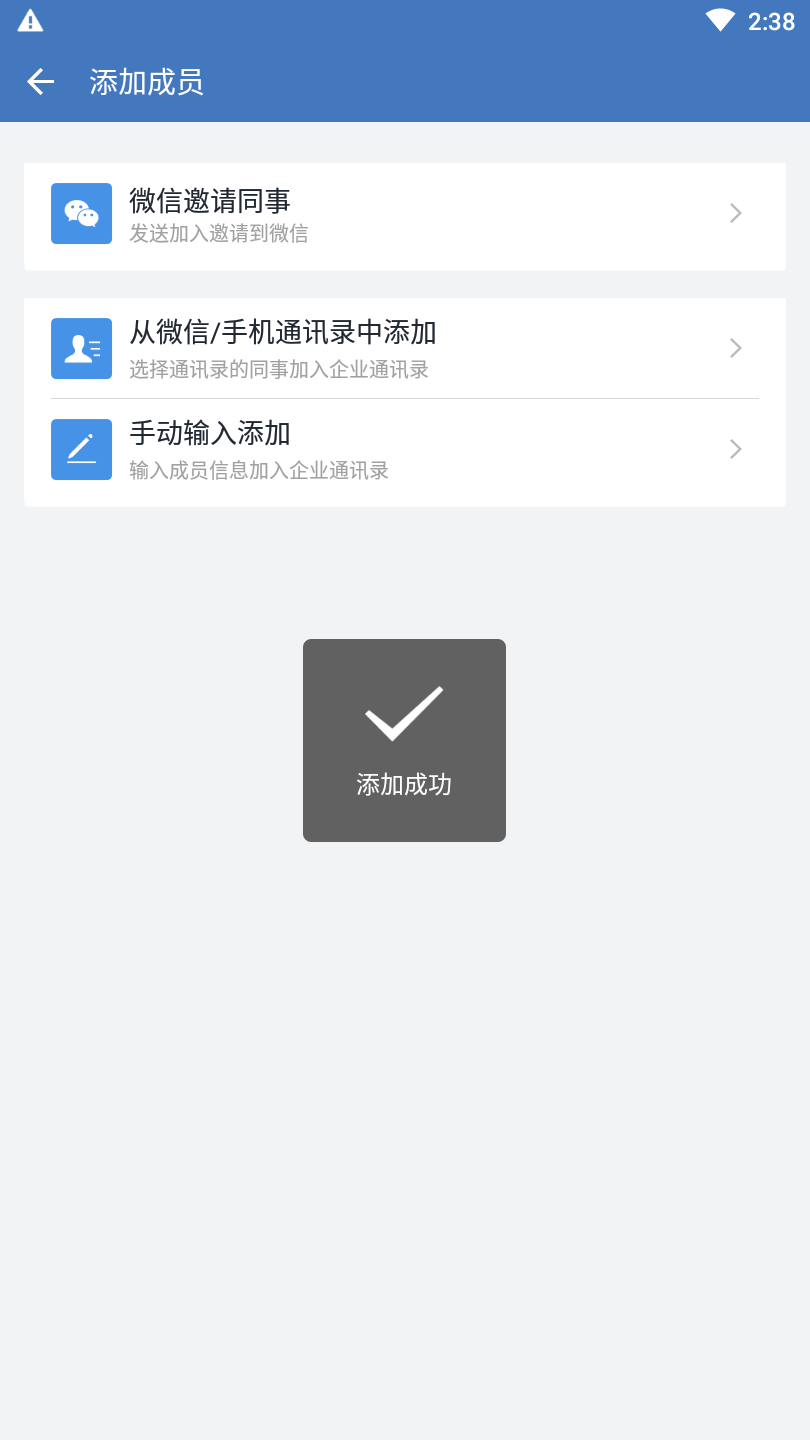 2:38
添加成员
微信邀请同事
发送加入邀请到微信
从微信/手机通讯录中添加
选择通讯录的同事加入企业通讯录
手动输入添加
输入成员信息加入企业通讯录
添加成功